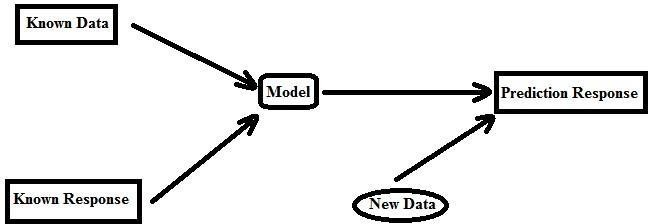 Known Data
Model
Prediction Response
Known Response
New Data